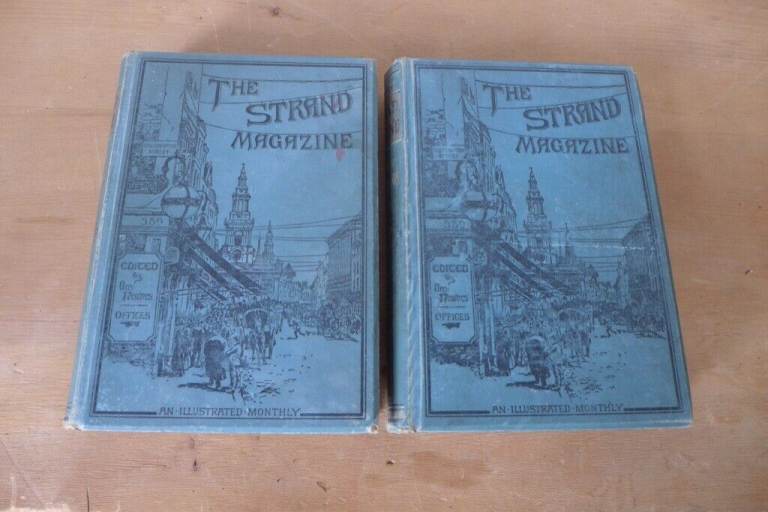 THE
STRAND
MAGAZINE
EDITED
BY
Geo
Newnes
OFFICES
AN·ILLUSTRATED·MONTHLY
THE
STRAND
MAGAZINE
EDITED
BY
Geo
Newnes
OFFICES
AN·ILLUSTRATED·MONTHLY